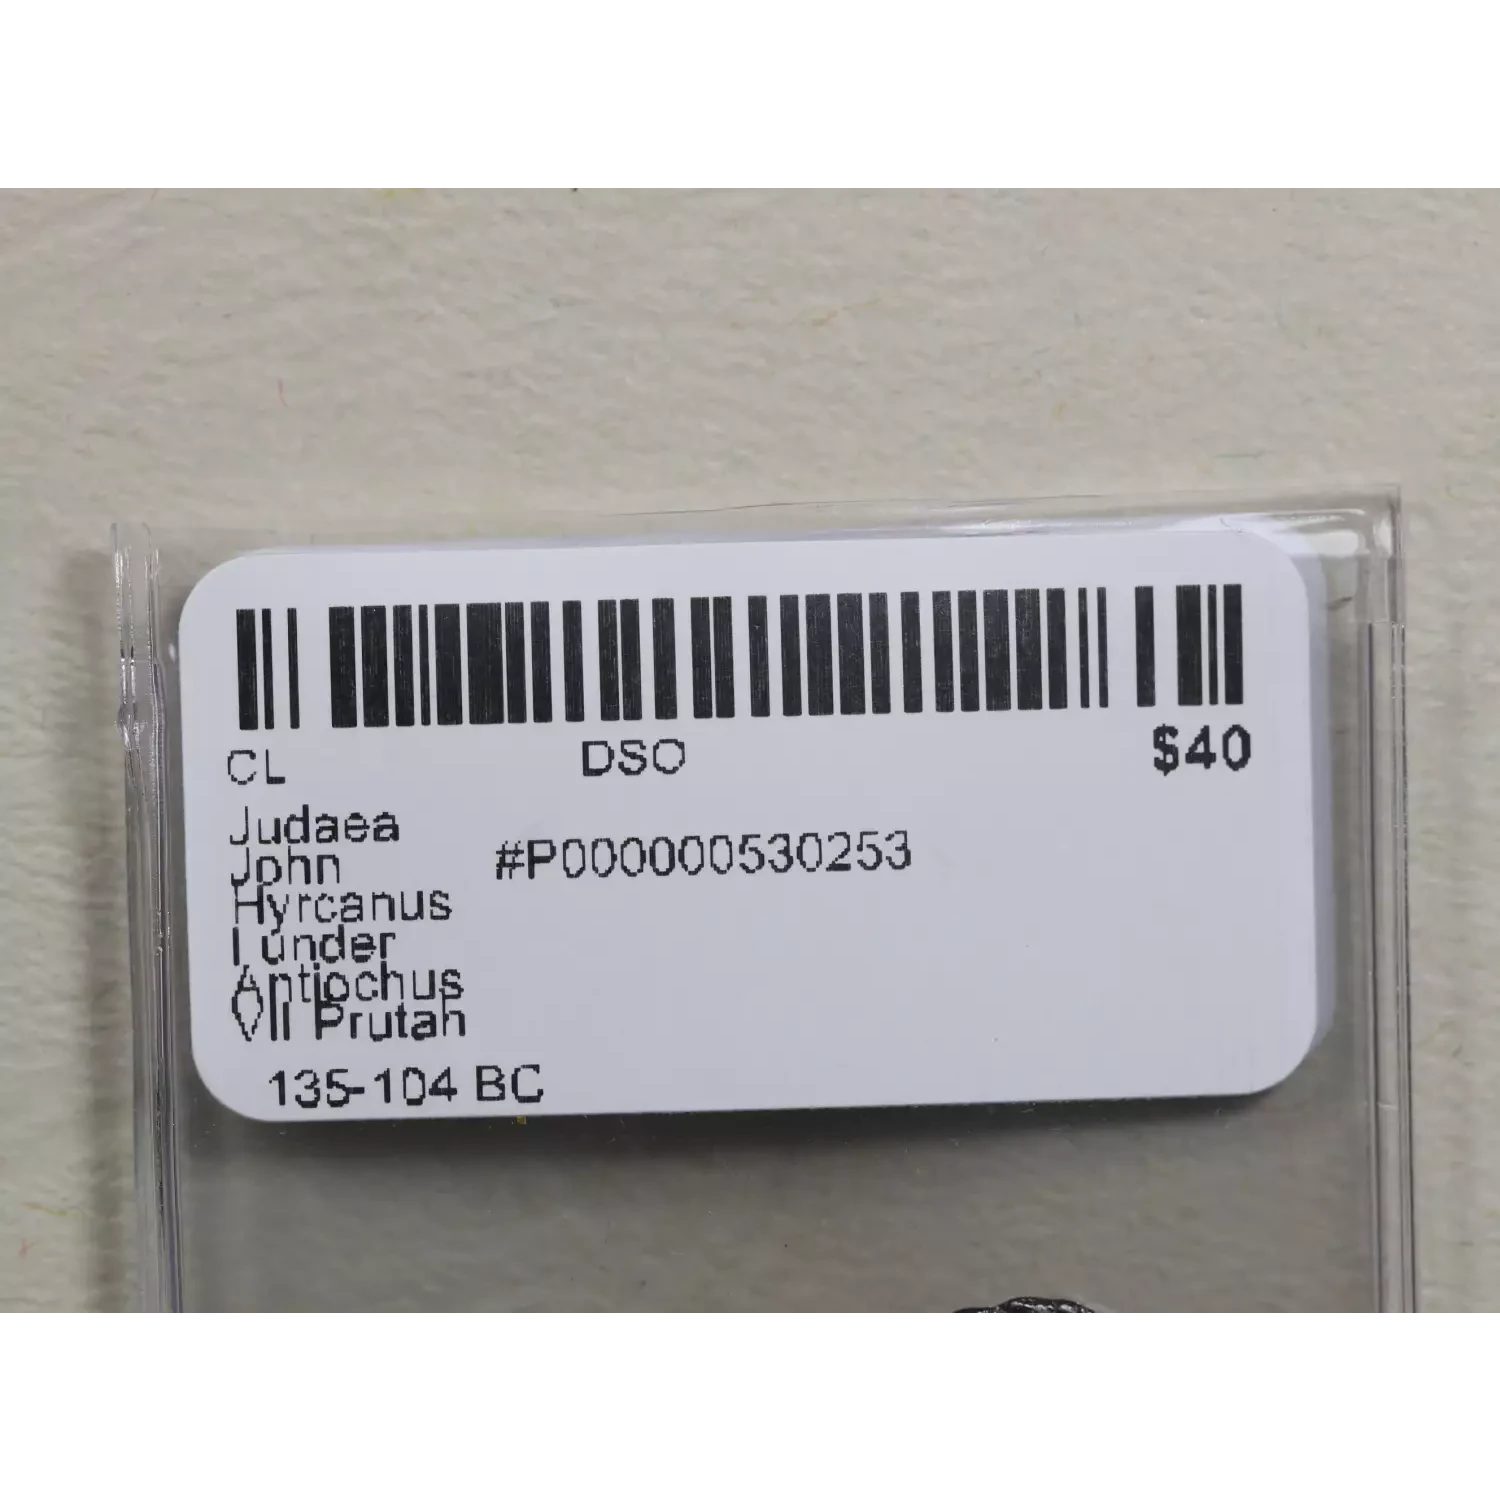 CL DSO $40
Judaea
John
#P000000530253
Hyrcanus
I under
Antiochus
VII Prutah
135-104 BC